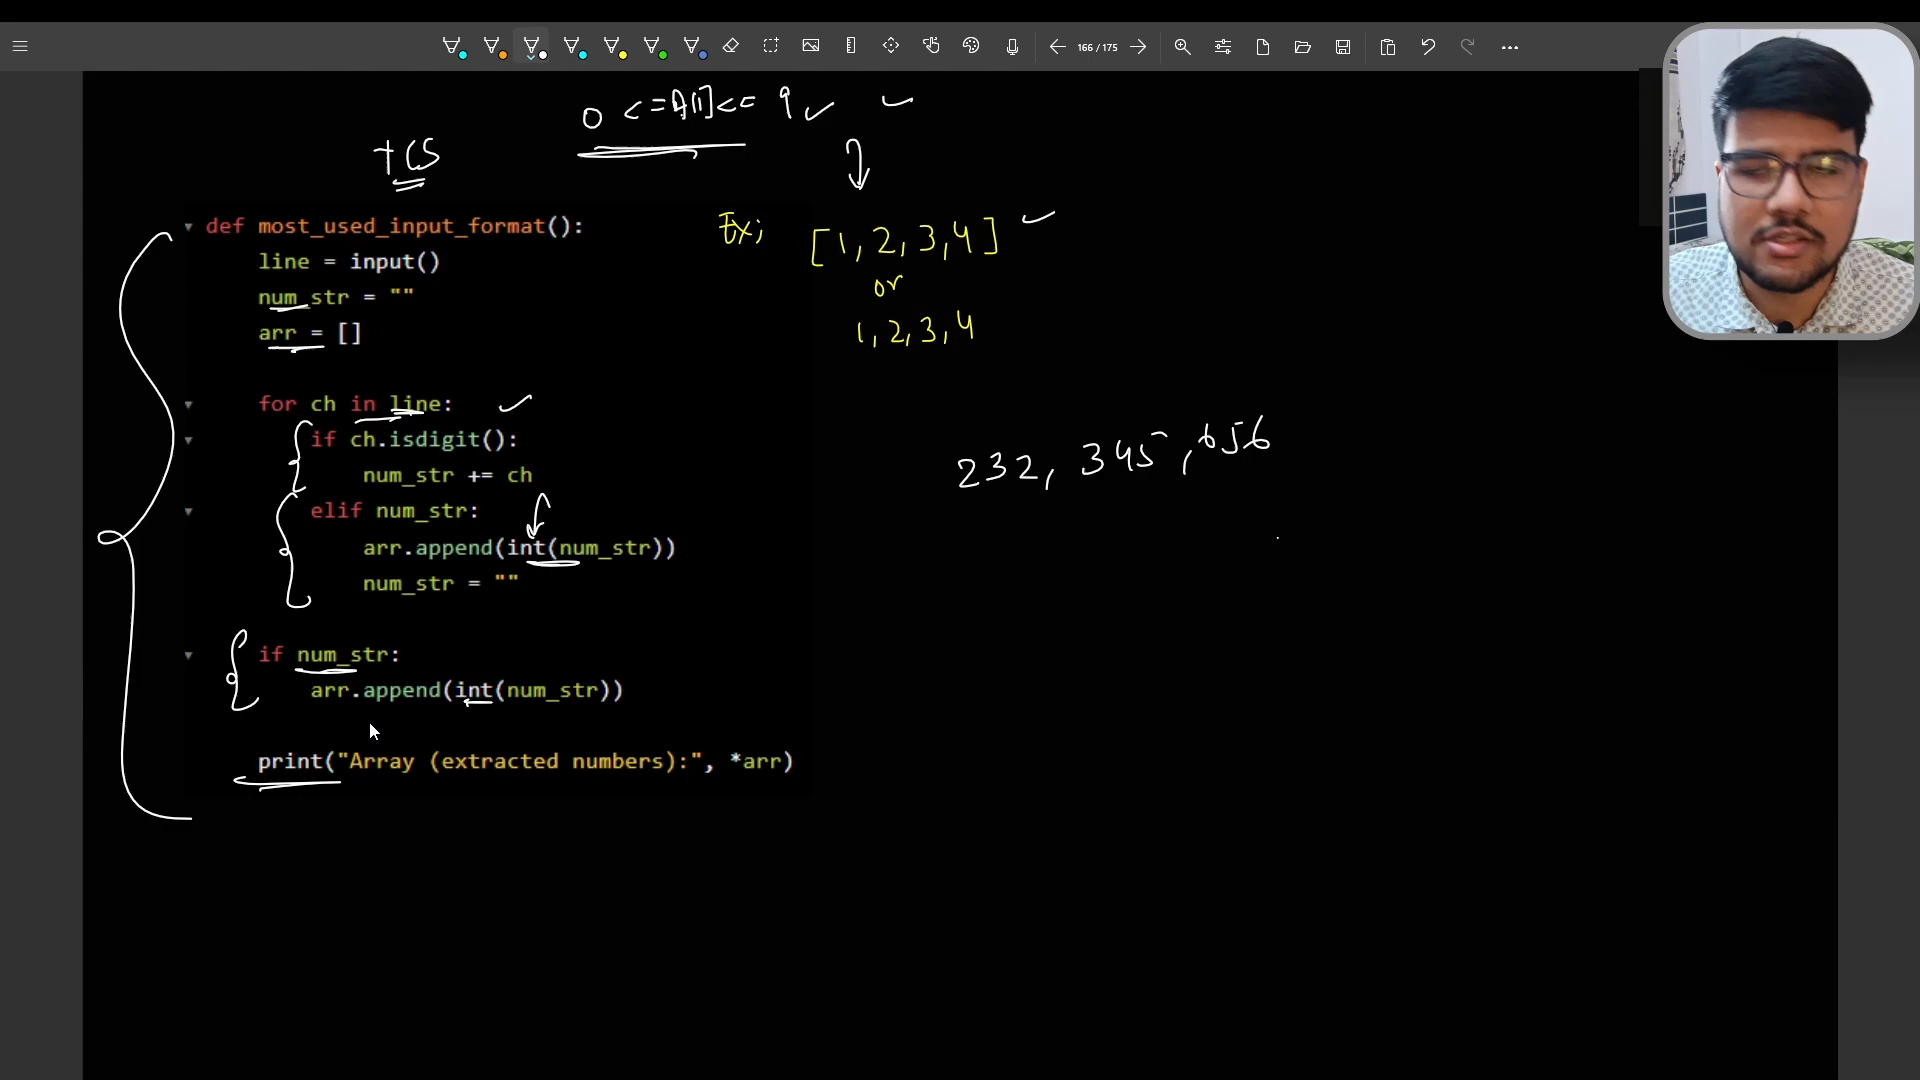 166 / 175
0 <= A[i] <= 9
TCS
def most_used_input_format():
Ex; [1, 2, 3, 4]
line = input()
or
num_str = ""
1, 2, 3, 4
arr = []
for ch in line:
if ch.isdigit():
232, 345, 656
num_str += ch
elif num_str:
arr.append(int(num_str))
num_str = ""
if num_str:
arr.append(int(num_str))
print("Array (extracted numbers):", *arr)